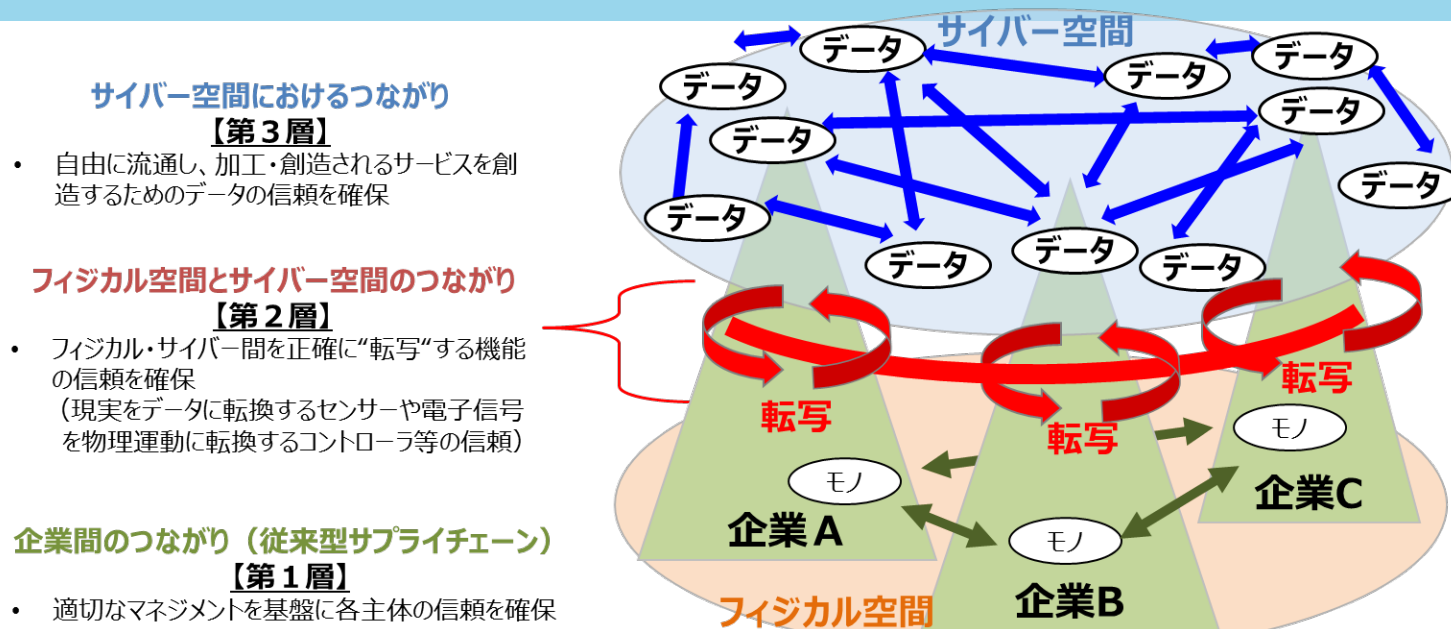 サイバー空間におけるつながり
【第３層】
• 自由に流通し、加工・創造されるサービスを創
造するためのデータの信頼を確保
フィジカル空間とサイバー空間のつながり
【第２層】
• フィジカル・サイバー間を正確に“転写“する機能
の信頼を確保
（現実をデータに転換するセンサーや電子信号
を物理運動に転換するコントローラ等の信頼）
企業間のつながり（従来型サプライチェーン）
【第１層】
• 適切なマネジメントを基盤に各主体の信頼を確保
サイバー空間
データ
データ
データ
データ
データ
データ
データ
データ
データ
データ
データ
転写
転写
転写
モノ
モノ
モノ
企業A
企業C
企業B
フィジカル空間